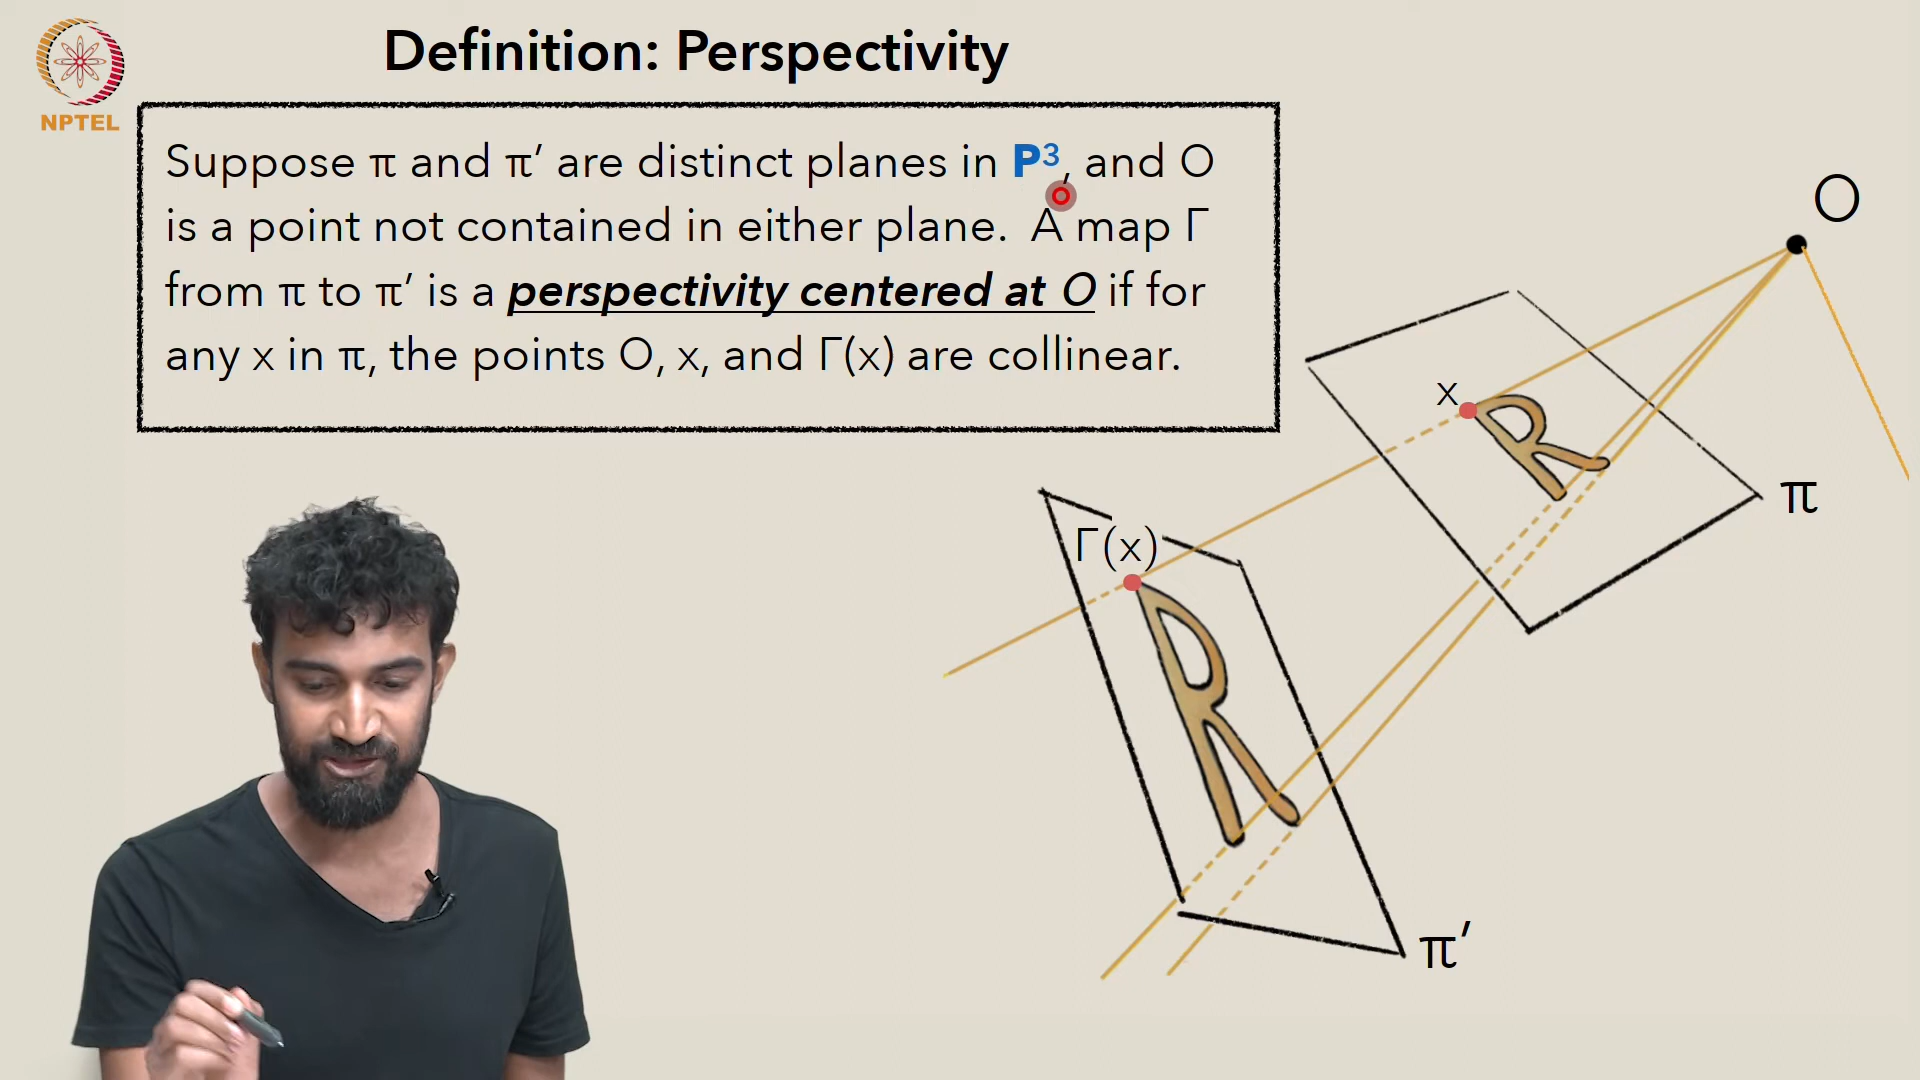 Definition: Perspectivity
NPTEL
Suppose π and π′ are distinct planes in P³, and O
is a point not contained in either plane. A map Γ
from π to π′ is a perspectivity centered at O if for
any x in π, the points O, x, and Γ(x) are collinear.
O
x
R
π
Γ(x)
R
π′